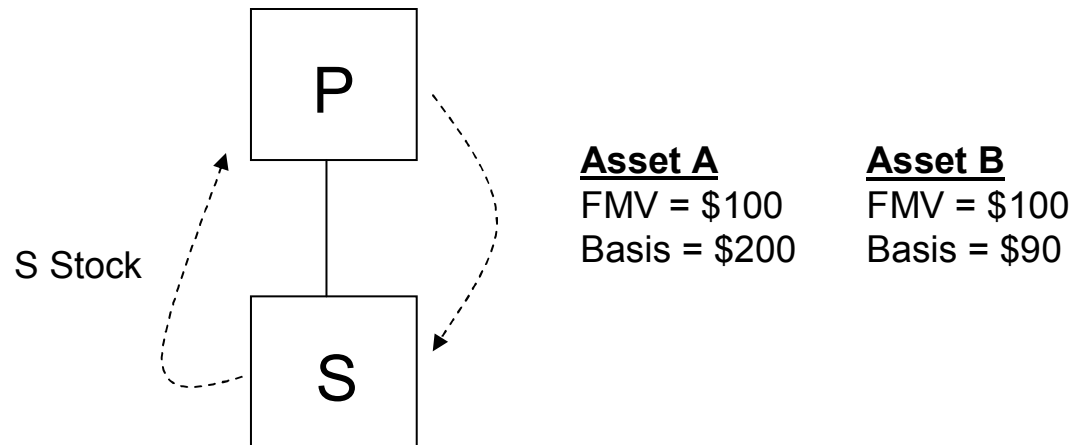 P
S Stock
S
Asset A
FMV = $100
Basis = $200
Asset B
FMV = $100
Basis = $90